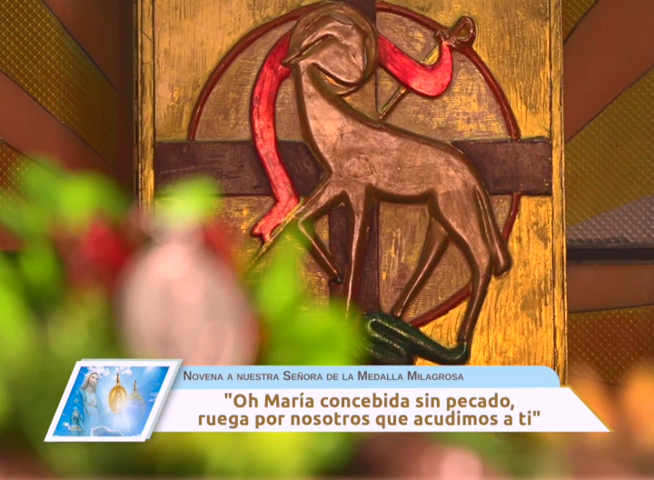 Novena a nuestra Señora de la Medalla Milagrosa
"Oh María concebida sin pecado,
ruega por nosotros que acudimos a ti"